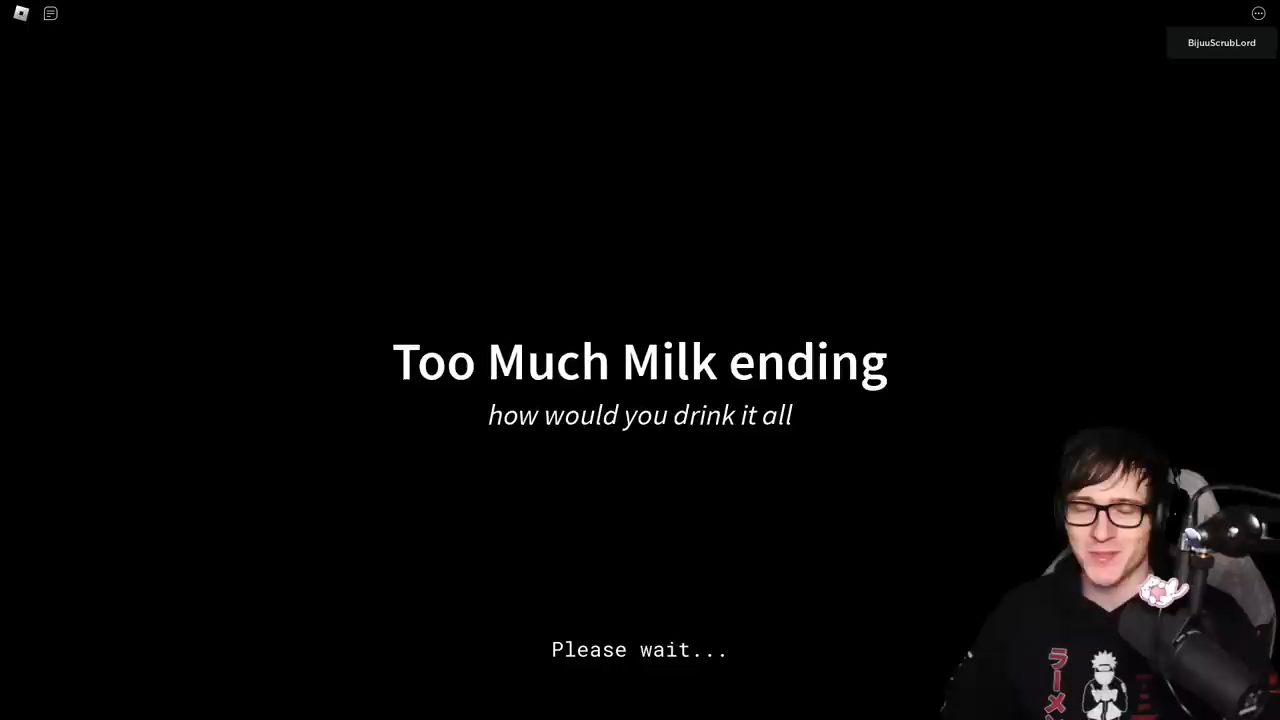 BijuuScrubLord
Too Much Milk ending
how would you drink it all
Please wait...
ラーメ